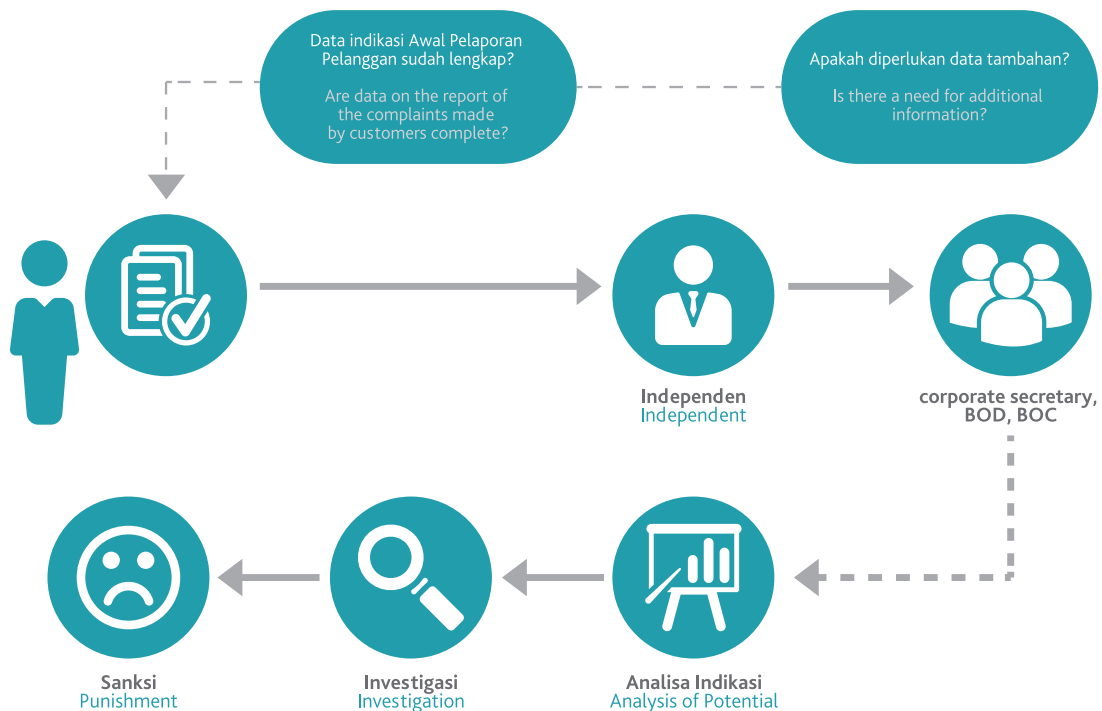 Data indikasi Awal Pelaporan
Pelanggan sudah lengkap?
Are data on the report of
the complaints made
by customers complete?
Apakah diperlukan data tambahan?
Is there a need for additional
information?
Independen
Independent
corporate secretary,
BOD, BOC
Sanksi
Punishment
Investigasi
Investigation
Analisa Indikasi
Analysis of Potential